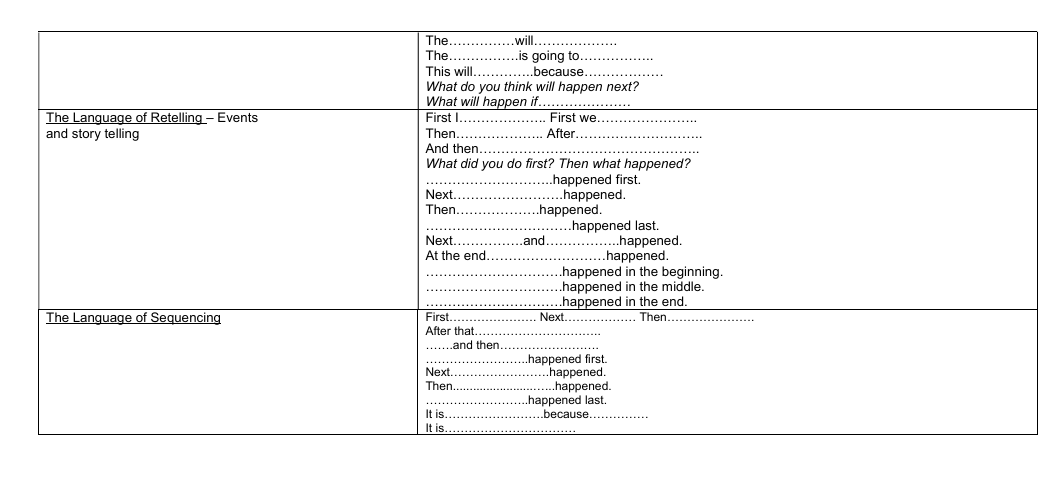 The……………will……………….
The…………….is going to……………..
This will…………..because………………
What do you think will happen next?
What will happen if…………………
The Language of Retelling – Events
and story telling
First I……………….. First we…………………..
Then……………….. After………………………..
And then…………………………………………..
What did you do first? Then what happened?
………………………..happened first.
Next…………………….happened.
Then……………….happened.
……………………………happened last.
Next…………….and……………..happened.
At the end………………………happened.
………………………….happened in the beginning.
………………………….happened in the middle.
………………………….happened in the end.
The Language of Sequencing
First…………………. Next……………… Then………………….
After that…………………………..
…….and then…………………….
……………………..happened first.
Next…………………….happened.
Then........................…...happened.
……………………..happened last.
It is…………………….because……………
It is……………………………